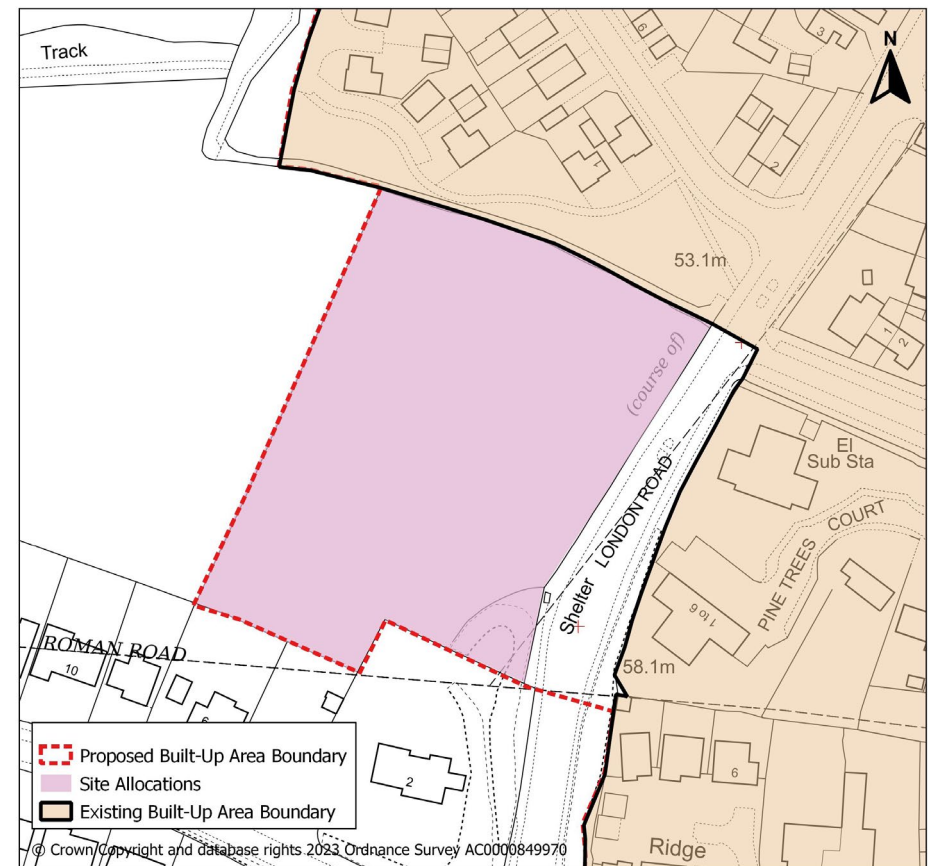 Track
6
3
N
1
2
53.1m
1
2
(course of)
El
Sub Sta
LONDON ROAD
Shelter
PINE TREES COURT
1 to 6
ROMAN ROAD
10
58.1m
6
2
6
Ridge
Proposed Built-Up Area Boundary
Site Allocations
Existing Built-Up Area Boundary
© Crown Copyright and database rights 2023 Ordnance Survey AC0000849970